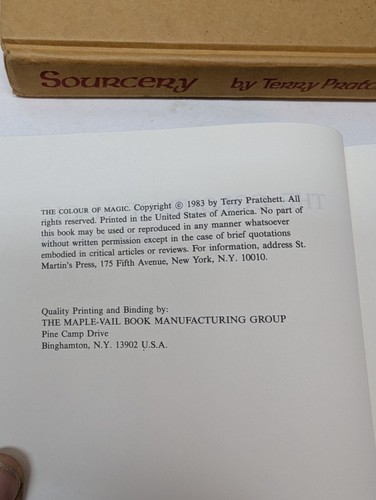 SOURCERY by TERRY
THE COLOUR OF MAGIC. Copyright © 1983 by Terry Pratchett. All
rights reserved. Printed in the United States of America. No part of
this book may be used or reproduced in any manner whatsoever
without written permission except in the case of brief quotations
embodied in critical articles or reviews. For information, address St.
Martin's Press, 175 Fifth Avenue, New York, N.Y. 10010.
Quality Printing and Binding by:
THE MAPLE-VAIL BOOK MANUFACTURING GROUP
Pine Camp Drive
Binghamton, N.Y. 13902 U.S.A.